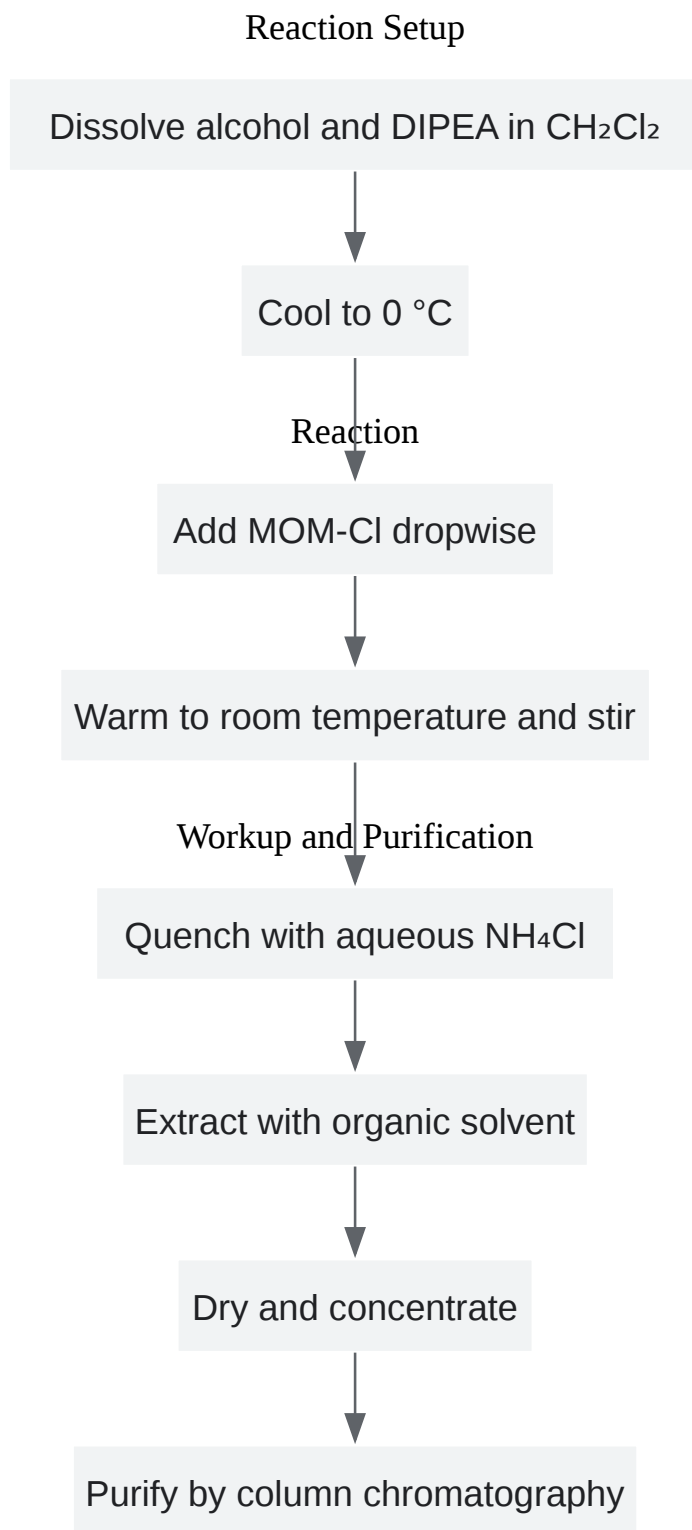 Reaction Setup
Dissolve alcohol and DIPEA in CH₂Cl₂
Cool to 0 °C
Reaction
Add MOM-Cl dropwise
Warm to room temperature and stir
Workup and Purification
Quench with aqueous NH₄Cl
Extract with organic solvent
Dry and concentrate
Purify by column chromatography